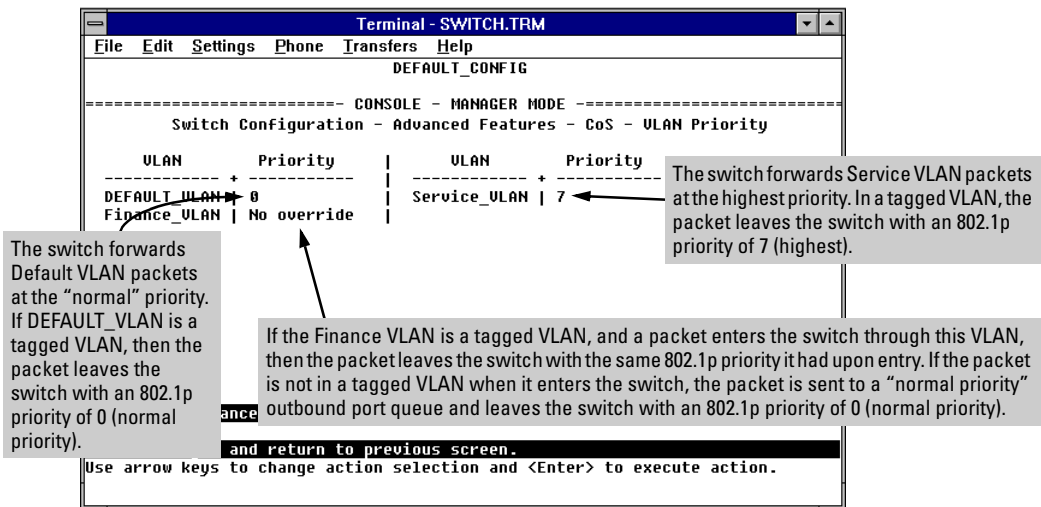 Terminal - SWITCH.TRM
File Edit Settings Phone Transfers Help
DEFAULT_CONFIG
==========================- CONSOLE - MANAGER MODE -==========================
Switch Configuration - Advanced Features - CoS - VLAN Priority
VLAN Priority | VLAN Priority
------------- + ----------- | ------------- + -----------
DEFAULT_VLAN | 0 | Service_VLAN | 7
Finance_VLAN | No override |
The switch forwards Service VLAN packets
at the highest priority. In a tagged VLAN, the
packet leaves the switch with an 802.1p
priority of 7 (highest).
The switch forwards
Default VLAN packets
at the “normal” priority.
If DEFAULT_VLAN is a
tagged VLAN, then the
packet leaves the
switch with an 802.1p
priority of 0 (normal
priority).
If the Finance VLAN is a tagged VLAN, and a packet enters the switch through this VLAN,
then the packet leaves the switch with the same 802.1p priority it had upon entry. If the packet
is not in a tagged VLAN when it enters the switch, the packet is sent to a “normal priority”
outbound port queue and leaves the switch with an 802.1p priority of 0 (normal priority).
and return to previous screen.
Use arrow keys to change action selection and <Enter> to execute action.